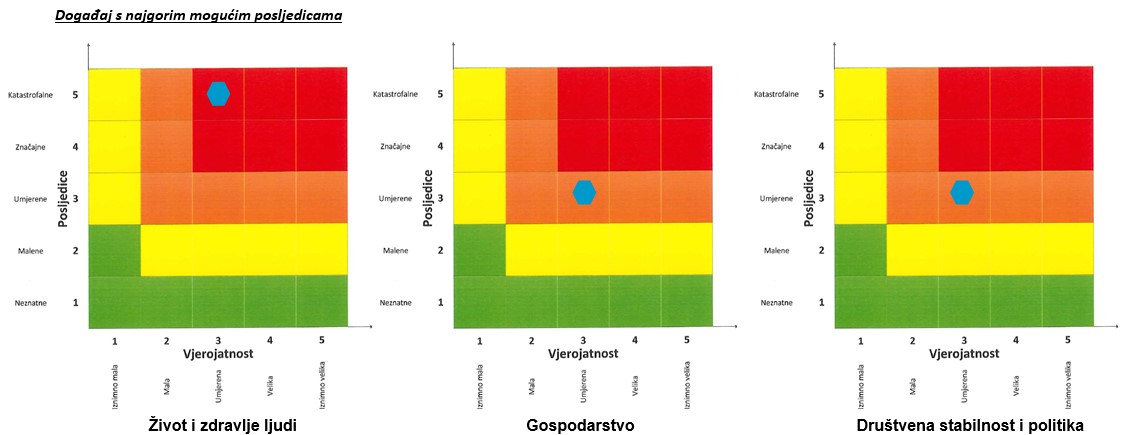 Događaj s najgorim mogućim posljedicama
Posljedice
Katastrofalne 5
Značajne 4
Umjerene 3
Malene 2
Neznatne 1
1 2 3 4 5
Vjerojatnost
Iznimno mala
Mala
Umjerena
Velika
Iznimno velika
Život i zdravlje ljudi
Posljedice
Katastrofalne 5
Značajne 4
Umjerene 3
Malene 2
Neznatne 1
1 2 3 4 5
Vjerojatnost
Iznimno mala
Mala
Umjerena
Velika
Iznimno velika
Gospodarstvo
Posljedice
Katastrofalne 5
Značajne 4
Umjerene 3
Malene 2
Neznatne 1
1 2 3 4 5
Vjerojatnost
Iznimno mala
Mala
Umjerena
Velika
Iznimno velika
Društvena stabilnost i politika